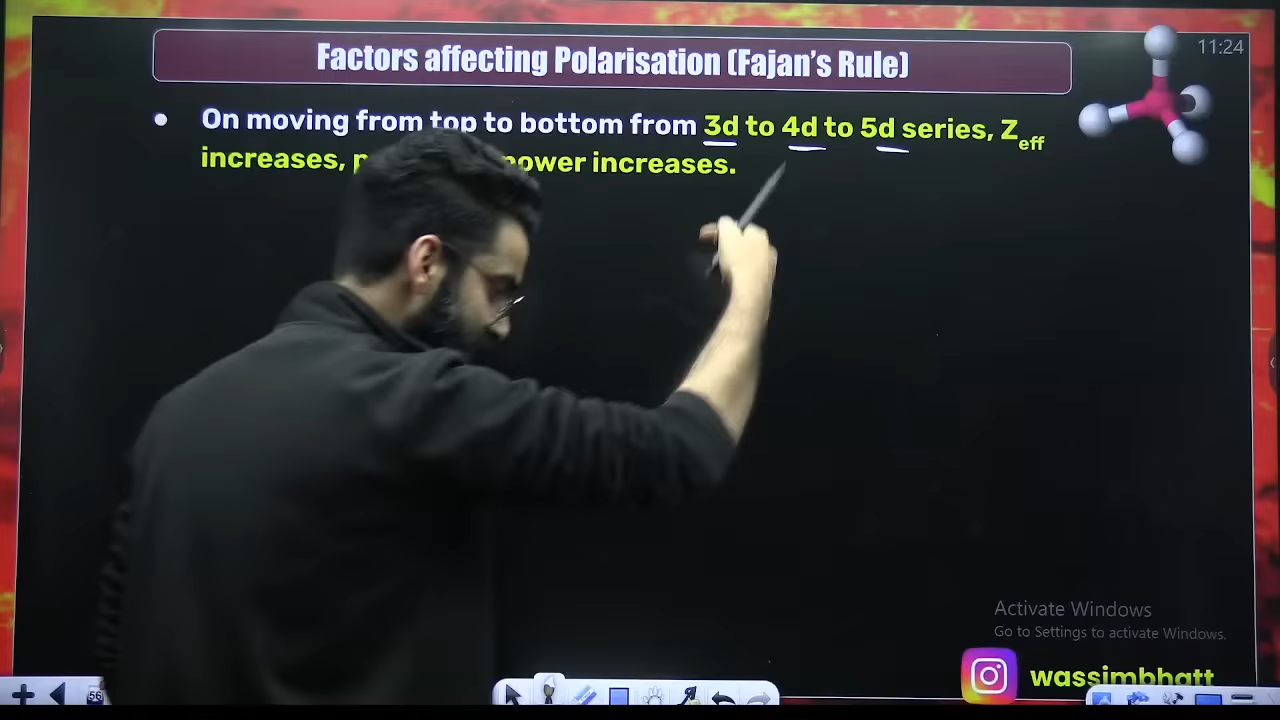 Factors affecting Polarisation (Fajan's Rule)
11:24
• On moving from top to bottom from 3d to 4d to 5d series, Zeff
increases, power increases.
Activate Windows
Go to Settings to activate Windows.
wassimbhatt
56